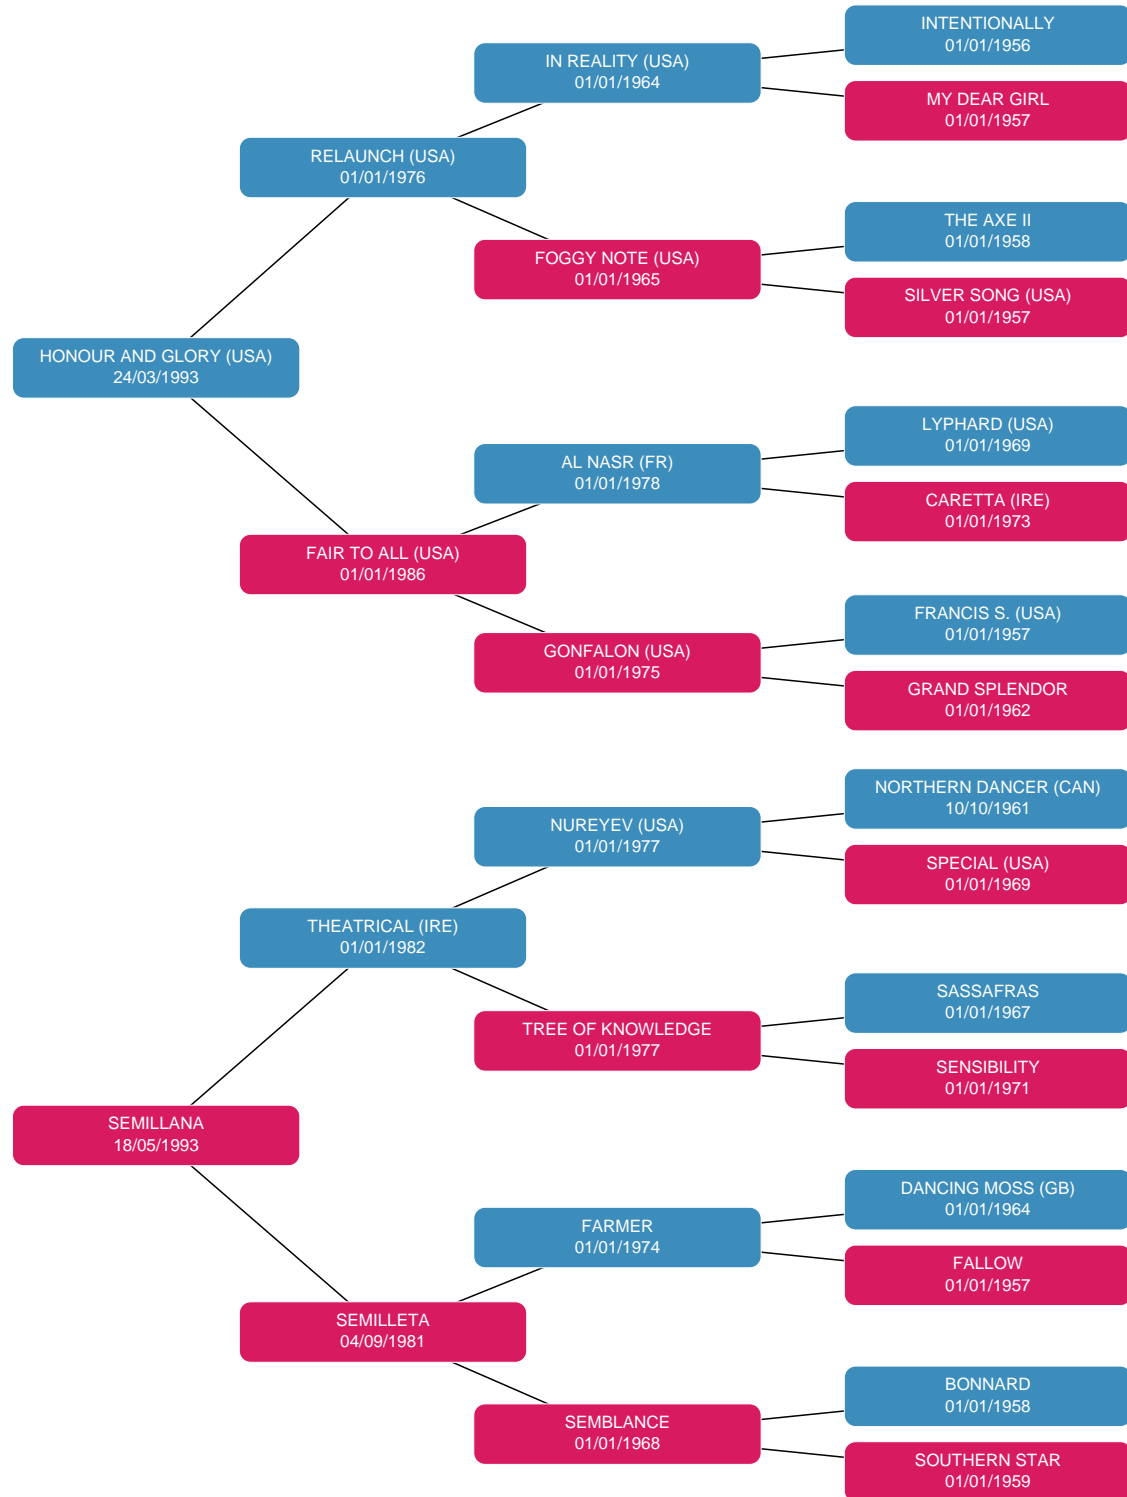 INTENTIONALLY
01/01/1956
IN REALITY (USA)
01/01/1964
MY DEAR GIRL
01/01/1957
RELAUNCH (USA)
01/01/1976
THE AXE II
01/01/1958
FOGGY NOTE (USA)
01/01/1965
SILVER SONG (USA)
01/01/1957
HONOUR AND GLORY (USA)
24/03/1993
LYPHARD (USA)
01/01/1969
AL NASR (FR)
01/01/1978
CARETTA (IRE)
01/01/1973
FAIR TO ALL (USA)
01/01/1986
FRANCIS S. (USA)
01/01/1957
GONFALON (USA)
01/01/1975
GRAND SPLENDOR
01/01/1962
NORTHERN DANCER (CAN)
10/10/1961
NUREYEV (USA)
01/01/1977
SPECIAL (USA)
01/01/1969
THEATRICAL (IRE)
01/01/1982
SASSAFRAS
01/01/1967
TREE OF KNOWLEDGE
01/01/1977
SENSIBILITY
01/01/1971
SEMILLANA
18/05/1993
DANCING MOSS (GB)
01/01/1964
FARMER
01/01/1974
FALLOW
01/01/1957
SEMILLETA
04/09/1981
BONNARD
01/01/1958
SEMBLANCE
01/01/1968
SOUTHERN STAR
01/01/1959